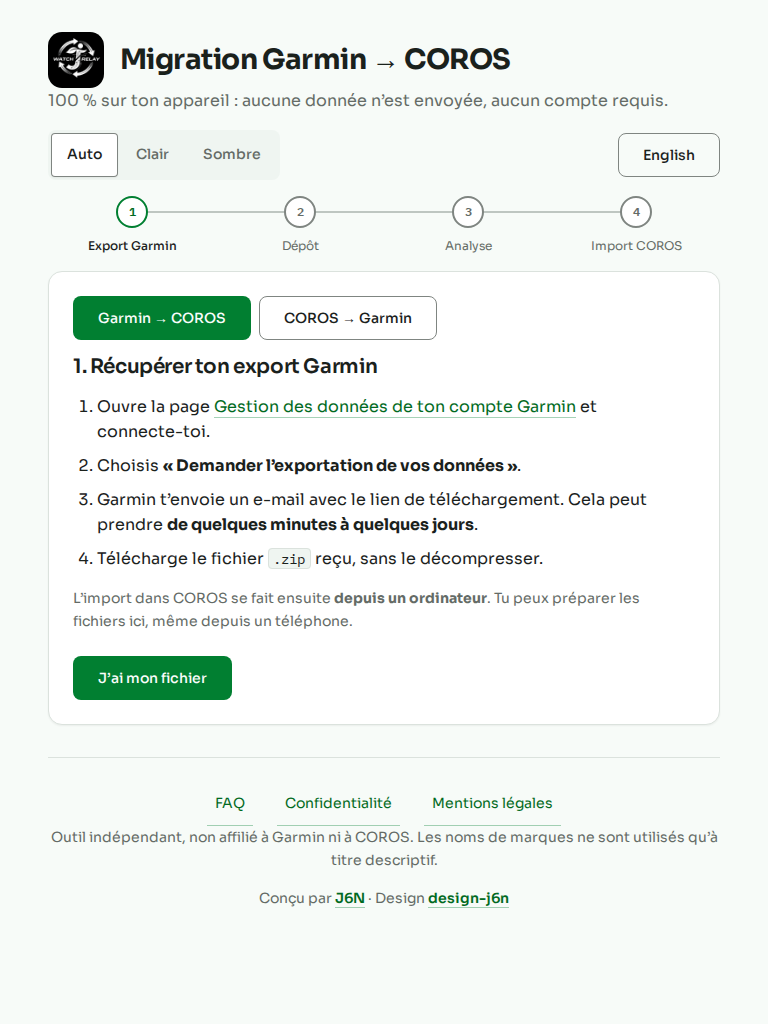 WATCH RELAY
Migration Garmin → COROS
100 % sur ton appareil : aucune donnée n’est envoyée, aucun compte requis.
Auto Clair Sombre English
1 2 3 4
Export Garmin Dépôt Analyse Import COROS
Garmin → COROS COROS → Garmin
1. Récupérer ton export Garmin
1. Ouvre la page Gestion des données de ton compte Garmin et
connecte-toi.
2. Choisis « Demander l’exportation de vos données ».
3. Garmin t’envoie un e-mail avec le lien de téléchargement. Cela peut
prendre de quelques minutes à quelques jours.
4. Télécharge le fichier .zip reçu, sans le décompresser.
L’import dans COROS se fait ensuite depuis un ordinateur. Tu peux préparer les
fichiers ici, même depuis un téléphone.
J’ai mon fichier
FAQ Confidentialité Mentions légales
Outil indépendant, non affilié à Garmin ni à COROS. Les noms de marques ne sont utilisés qu’à
titre descriptif.
Conçu par J6N · Design design-j6n